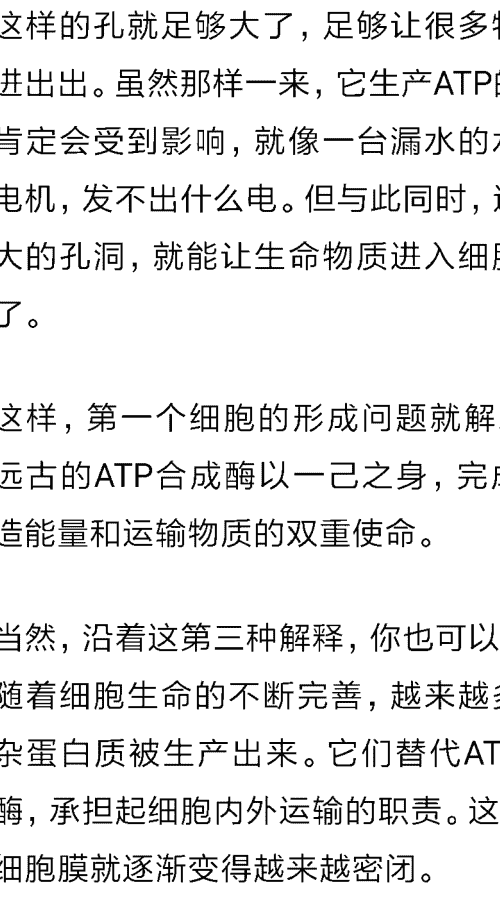 这样的孔就足够大了，足够让很多
进出出。虽然那样一来，它生产ATP
肯定会受到影响，就像一台漏水的
电机，发不出什么电。但与此同时，
大的孔洞，就能让生命物质进入细胞
了。
这样，第一个细胞的形成问题就解
远古的ATP合成酶以一己之身，完成
造能量和运输物质的双重使命。
当然，沿着这第三种解释，你也可以
随着细胞生命的不断完善，越来越多
杂蛋白质被生产出来。它们替代AT
酶，承担起细胞内外运输的职责。这
细胞膜就逐渐变得越来越密闭。